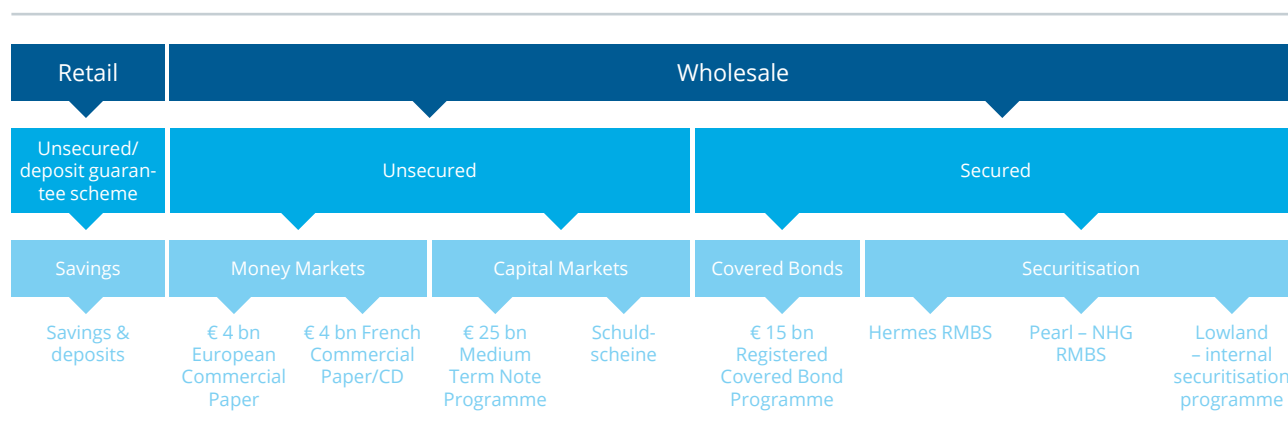 Retail
Wholesale
Unsecured/
deposit guaran-
tee scheme
Unsecured
Secured
Savings
Money Markets
Capital Markets
Covered Bonds
Securitisation
Savings &
deposits
€ 4 bn
European
Commercial
Paper
€ 4 bn French
Commercial
Paper/CD
€ 25 bn
Medium
Term Note
Programme
Schuld-
scheine
€ 15 bn
Registered
Covered Bond
Programme
Hermes RMBS
Pearl – NHG
RMBS
Lowland
– internal
securitisation
programme